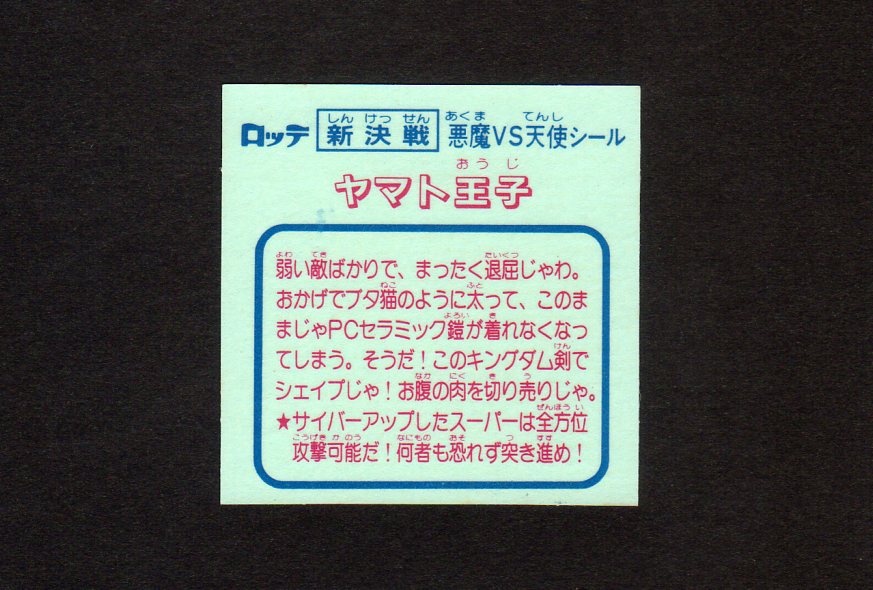 ロッテ 新決戦 悪魔VS天使シール
ヤマト王子
弱い敵ばかりで、まったく退屈じゃわ。
おかげでブタ猫のように太って、このま
まじゃPCセラミック鎧が着れなくなっ
てしまう。そうだ!このキングダム剣で
シェイプじゃ!お腹の肉を切り売りじゃ。
★サイバーアップしたスーパーは全方位
攻撃可能だ!何者も恐れず突き進め!